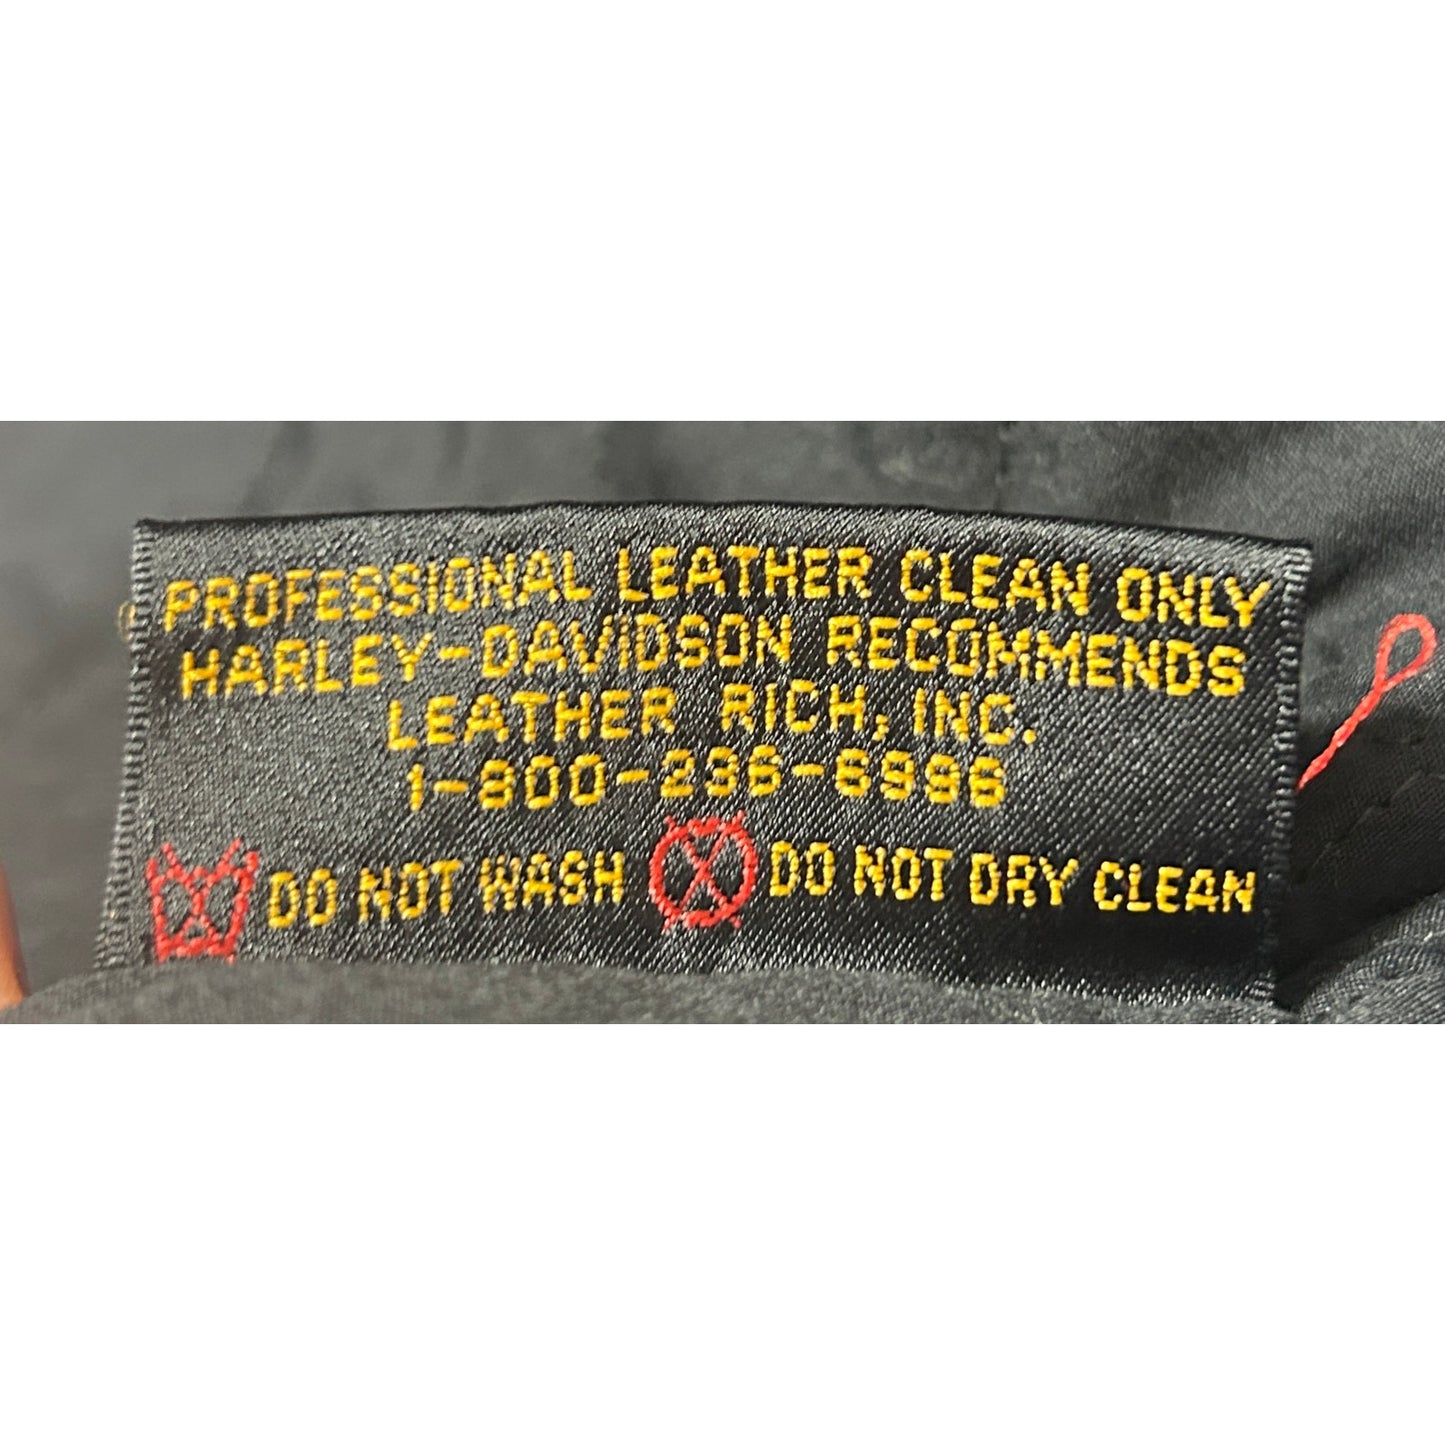 PROFESSIONAL LEATHER CLEAN ONLY
HARLEY-DAVIDSON RECOMMENDS
LEATHER RICH, INC.
1-800-236-6996
DO NOT WASH DO NOT DRY CLEAN